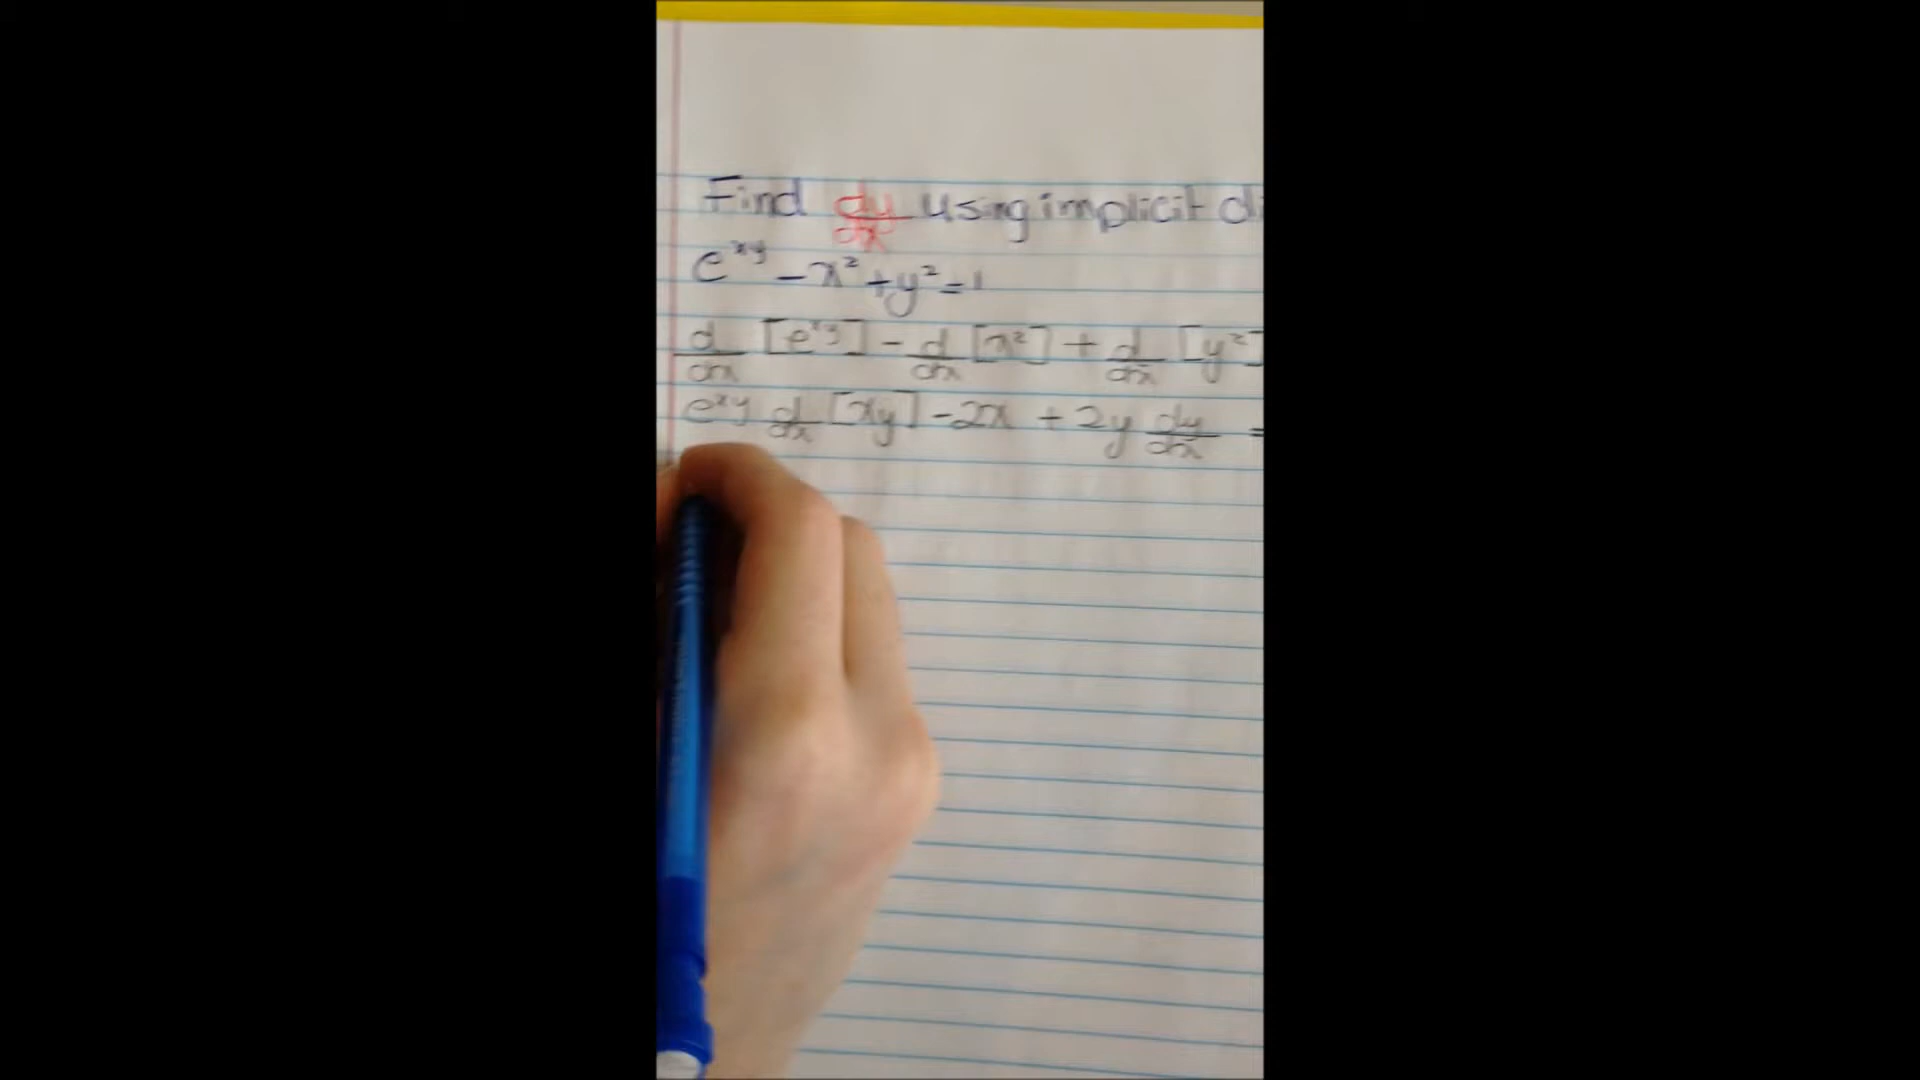 Find dy/dx using implicit di
e^xy - x² + y² = 1
d/dx [e^xy] - d/dx [x²] + d/dx [y²]
e^xy d/dx [xy] - 2x + 2y dy/dx =